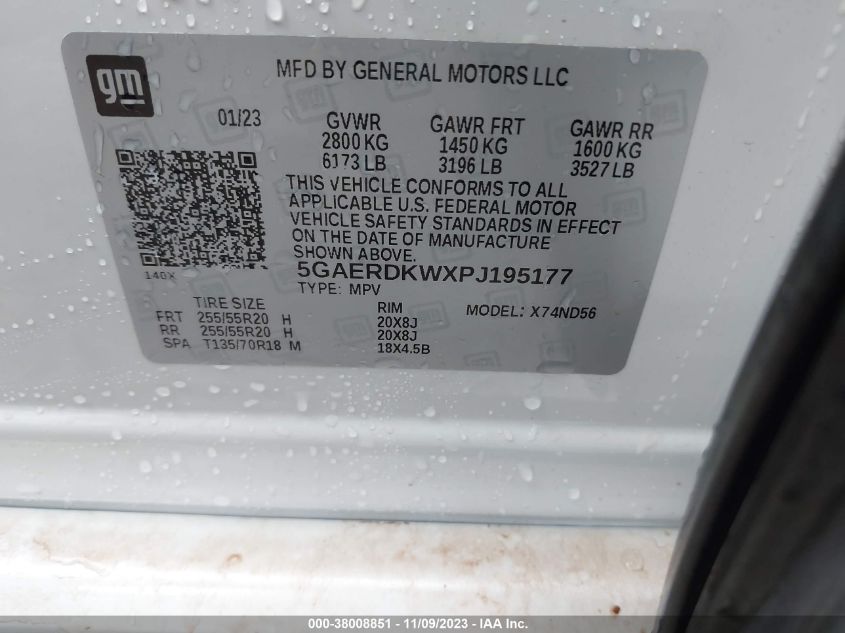 gm
MFD BY GENERAL MOTORS LLC
01/23
GVWR GAWR FRT GAWR RR
2800 KG 1450 KG 1600 KG
6173 LB 3196 LB 3527 LB
THIS VEHICLE CONFORMS TO ALL
APPLICABLE U.S. FEDERAL MOTOR
VEHICLE SAFETY STANDARDS IN EFFECT
ON THE DATE OF MANUFACTURE
SHOWN ABOVE.
140X
5GAERDKWXPJ195177
TYPE: MPV
MODEL: X74ND56
TIRE SIZE RIM
FRT 255/55R20 H 20X8J
RR 255/55R20 H 20X8J
SPA T135/70R18 M 18X4.5B
000-38008851 - 11/09/2023 - IAA Inc.